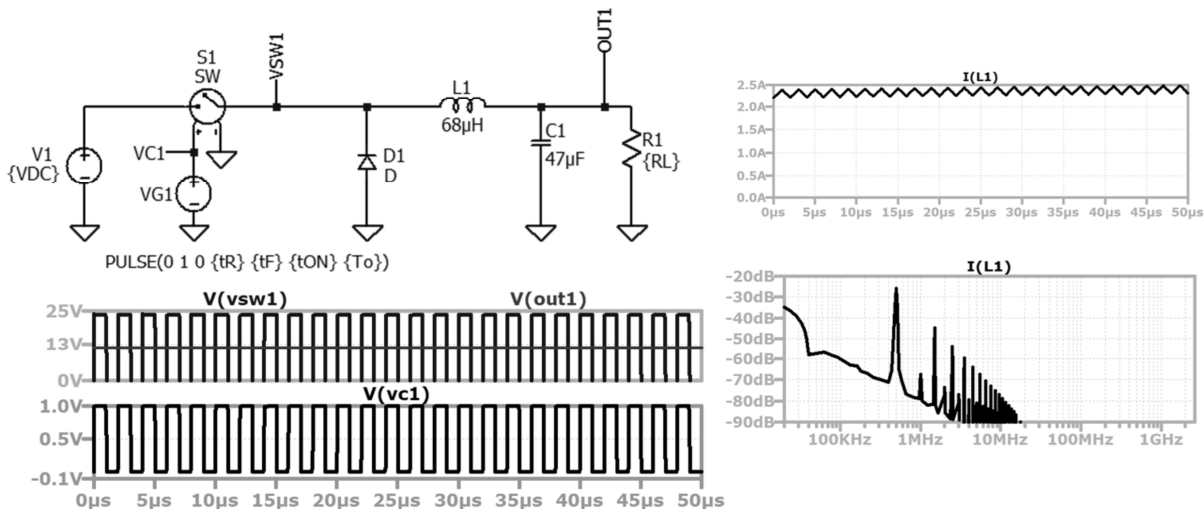 S1
SW
VSW1
OUT1
L1
68µH
C1
47µF
R1
{RL}
V1
{VDC}
VC1
VG1
D1
D
PULSE(0 1 0 {tR} {tF} {tON} {To})
V(vsw1) V(out1)
25V
13V
0V
V(vc1)
1.0V
0.5V
-0.1V
0µs 5µs 10µs 15µs 20µs 25µs 30µs 35µs 40µs 45µs 50µs
I(L1)
2.5A
2.0A
1.5A
1.0A
0.5A
0.0A
0µs 5µs 10µs 15µs 20µs 25µs 30µs 35µs 40µs 45µs 50µs
I(L1)
-20dB
-30dB
-40dB
-50dB
-60dB
-70dB
-80dB
-90dB
100KHz 1MHz 10MHz 100MHz 1GHz